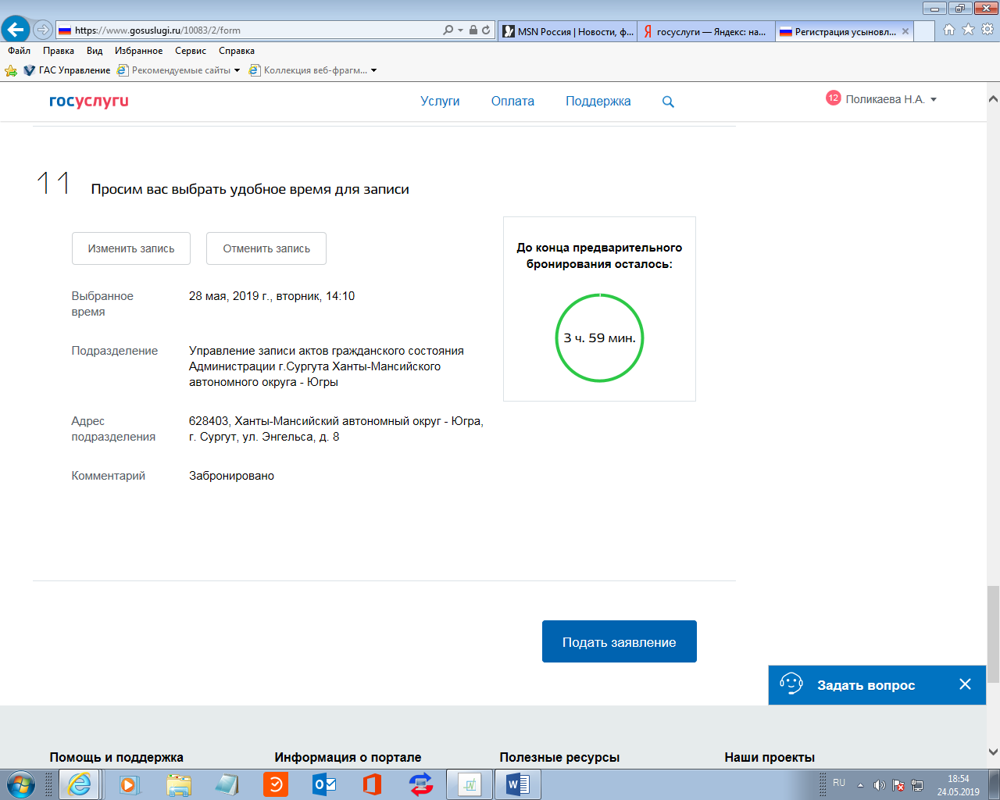 https://www.gosuslugi.ru/10083/2/form
MSN Россия | Новости, ф...
госуслуги — Яндекс: на...
Регистрация усыновл...
Файл Правка Вид Избранное Сервис Справка
ГАС Управление Рекомендуемые сайты Коллекция веб-фрагм...
госуслуги
Услуги Оплата Поддержка
12 Поликаева Н.А.
11 Просим вас выбрать удобное время для записи
Изменить запись Отменить запись
До конца предварительного
бронирования осталось:
3 ч. 59 мин.
Выбранное
время
28 мая, 2019 г., вторник, 14:10
Подразделение
Управление записи актов гражданского состояния
Администрации г.Сургута Ханты-Мансийского
автономного округа - Югры
Адрес
подразделения
628403, Ханты-Мансийский автономный округ - Югра,
г. Сургут, ул. Энгельса, д. 8
Комментарий
Забронировано
Подать заявление
Задать вопрос
Помощь и поддержка Информация о портале Полезные ресурсы Наши проекты
RU
18:54
24.05.2019